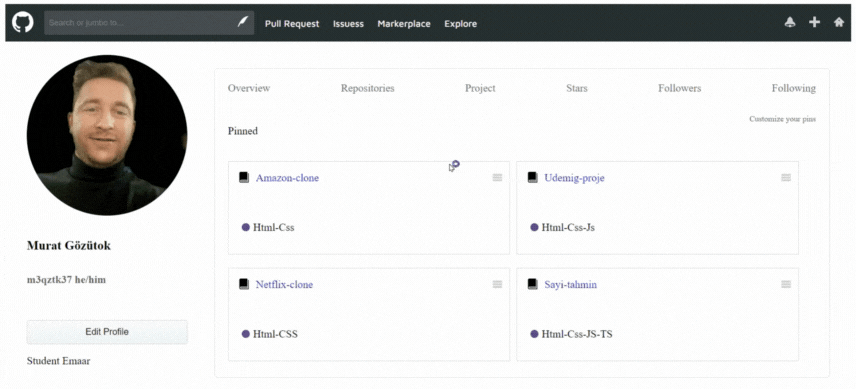 Search or jumbo to...
Pull Request Issuess Markerplace Explore
Overview Repositories Project Stars Followers Following
Customize your pins
Pinned
Amazon-clone
Html-Css
Udemig-proje
Html-Css-Js
Netflix-clone
Html-CSS
Sayi-tahmin
Html-Css-JS-TS
Murat Gözütok
m3qztk37 he/him
Edit Profile
Student Emaar